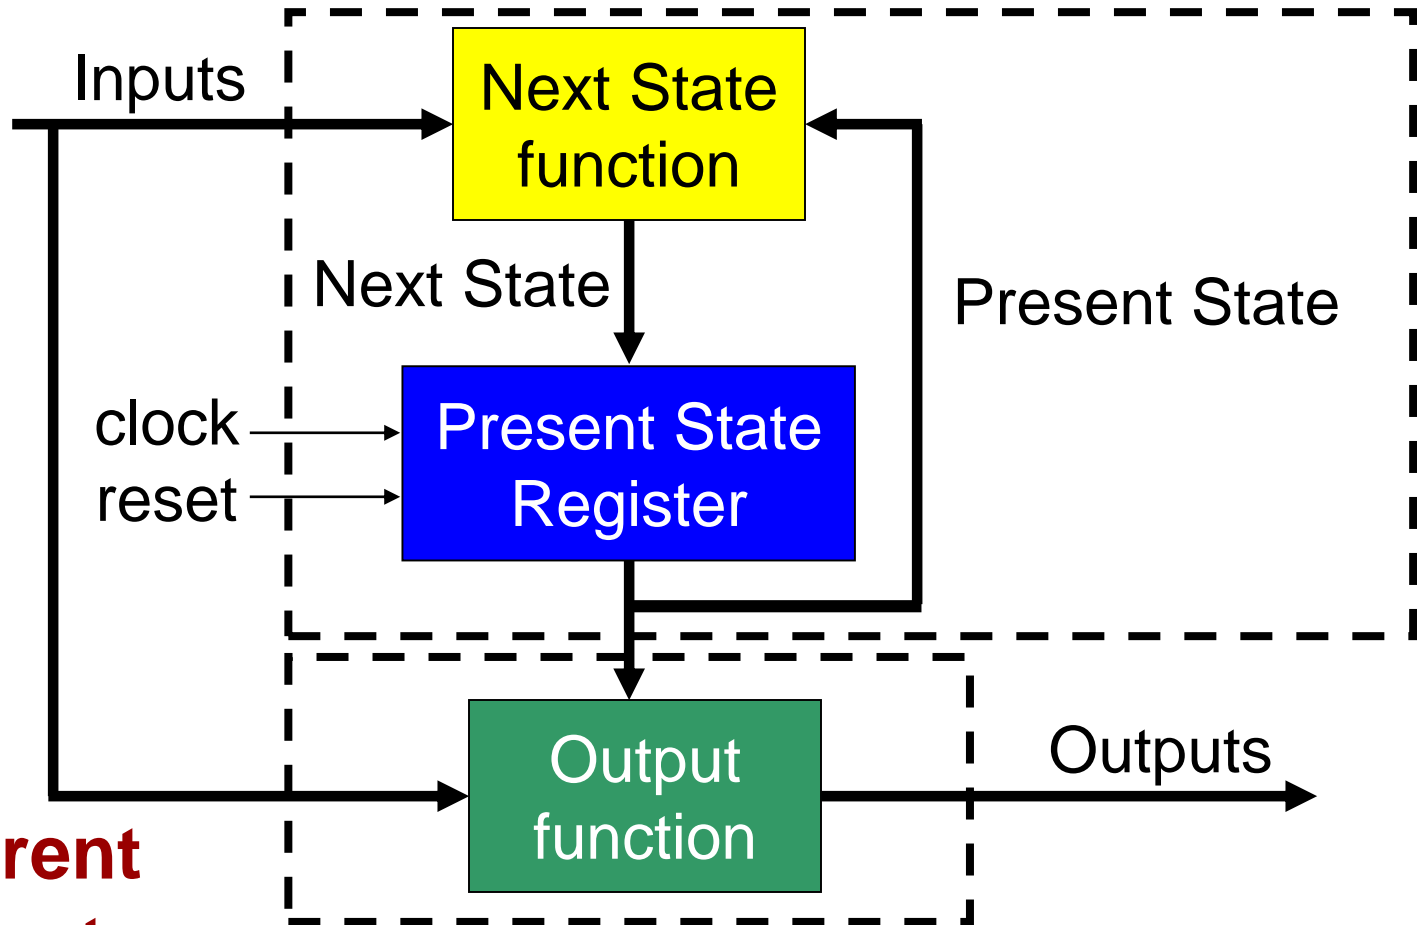 Inputs
Next State
function
Next State
Present State
clock
reset
Present State
Register
Output
function
Outputs
rent